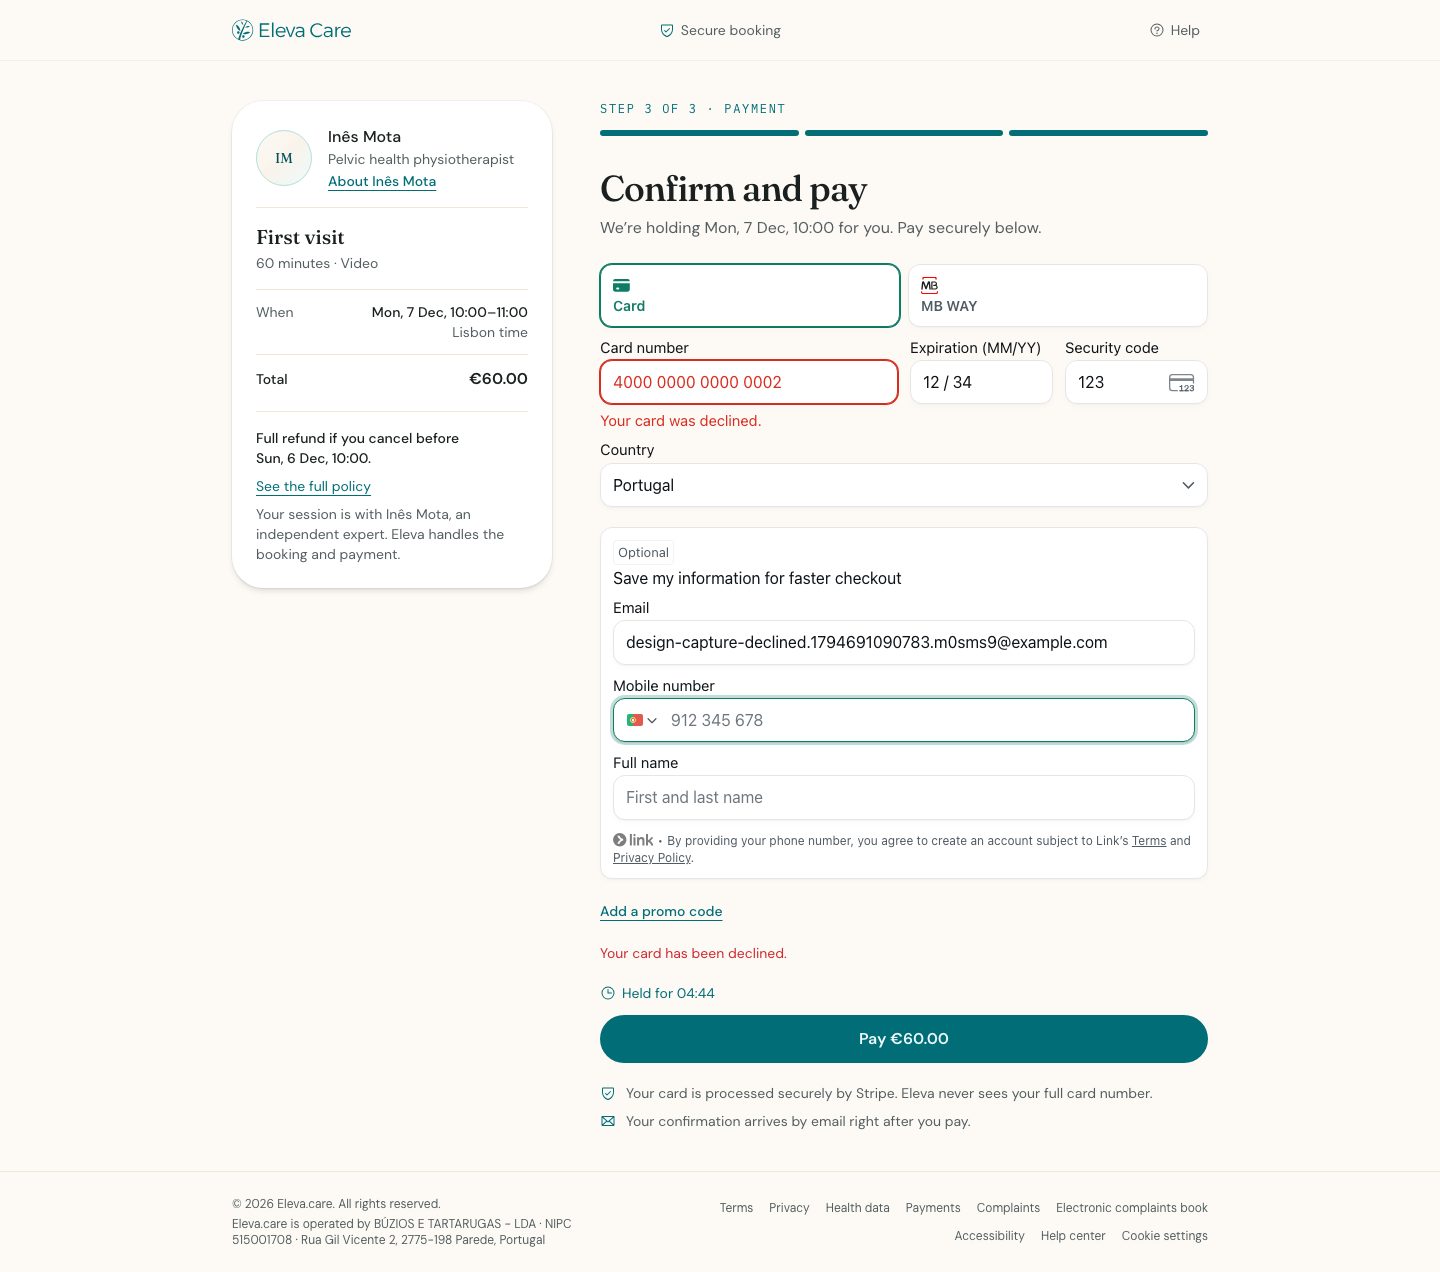 Eleva Care
Secure booking
Help
IM
Inês Mota
Pelvic health physiotherapist
About Inês Mota
First visit
60 minutes · Video
When
Mon, 7 Dec, 10:00–11:00
Lisbon time
Total
€60.00
Full refund if you cancel before
Sun, 6 Dec, 10:00.
See the full policy
Your session is with Inês Mota, an
independent expert. Eleva handles the
booking and payment.
STEP 3 OF 3 · PAYMENT
Confirm and pay
We’re holding Mon, 7 Dec, 10:00 for you. Pay securely below.
Card
MB
MB WAY
Card number
Expiration (MM/YY)
Security code
4000 0000 0000 0002
12 / 34
123
123
Your card was declined.
Country
Portugal
Optional
Save my information for faster checkout
Email
design-capture-declined.1794691090783.m0sms9@example.com
Mobile number
912 345 678
Full name
First and last name
link • By providing your phone number, you agree to create an account subject to Link’s Terms and
Privacy Policy.
Add a promo code
Your card has been declined.
Held for 04:44
Pay €60.00
Your card is processed securely by Stripe. Eleva never sees your full card number.
Your confirmation arrives by email right after you pay.
© 2026 Eleva.care. All rights reserved.
Eleva.care is operated by BÚZIOS E TARTARUGAS - LDA · NIPC
515001708 · Rua Gil Vicente 2, 2775-198 Parede, Portugal
Terms
Privacy
Health data
Payments
Complaints
Electronic complaints book
Accessibility
Help center
Cookie settings